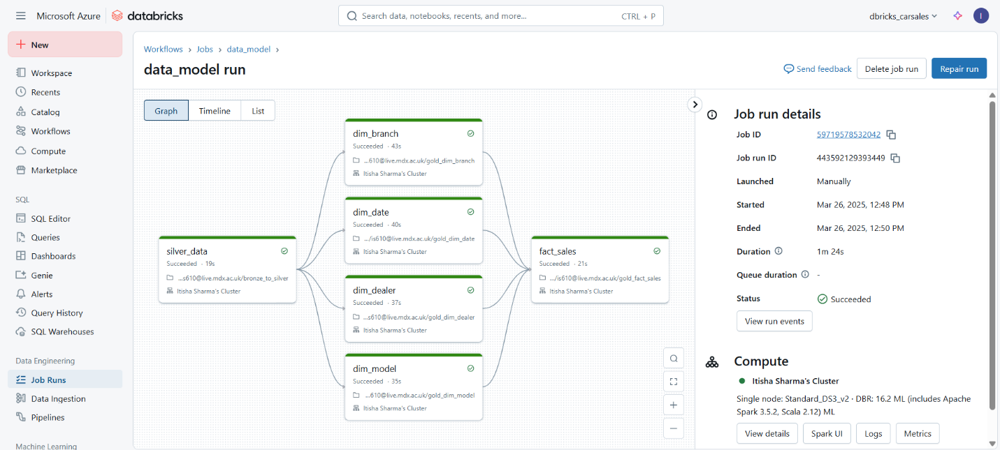 Microsoft Azure
databricks
Search data, notebooks, recents, and more...
CTRL + P
dbricks_carsales
I
New
Workspace
Recents
Catalog
Workflows
Compute
Marketplace
SQL
SQL Editor
Queries
Dashboards
Genie
Alerts
Query History
SQL Warehouses
Data Engineering
Job Runs
Data Ingestion
Pipelines
Machine Learning
Workflows › Jobs › data_model ›
data_model run
Send feedback
Delete job run
Repair run
Graph
Timeline
List
silver_data
Succeeded · 19s
...s610@live.mdx.ac.uk/bronze_to_silver
Itisha Sharma's Cluster
dim_branch
Succeeded · 43s
...610@live.mdx.ac.uk/gold_dim_branch
Itisha Sharma's Cluster
dim_date
Succeeded · 40s
.../is610@live.mdx.ac.uk/gold_dim_date
Itisha Sharma's Cluster
dim_dealer
Succeeded · 37s
...s610@live.mdx.ac.uk/gold_dim_dealer
Itisha Sharma's Cluster
dim_model
Succeeded · 35s
...610@live.mdx.ac.uk/gold_dim_model
Itisha Sharma's Cluster
fact_sales
Succeeded · 21s
.../is610@live.mdx.ac.uk/gold_fact_sales
Itisha Sharma's Cluster
Job run details
Job ID 59719578532042
Job run ID 443592129393449
Launched Manually
Started Mar 26, 2025, 12:48 PM
Ended Mar 26, 2025, 12:50 PM
Duration 1m 24s
Queue duration -
Status Succeeded
View run events
Compute
Itisha Sharma's Cluster
Single node: Standard_DS3_v2 · DBR: 16.2 ML (includes Apache
Spark 3.5.2, Scala 2.12) ML
View details
Spark UI
Logs
Metrics